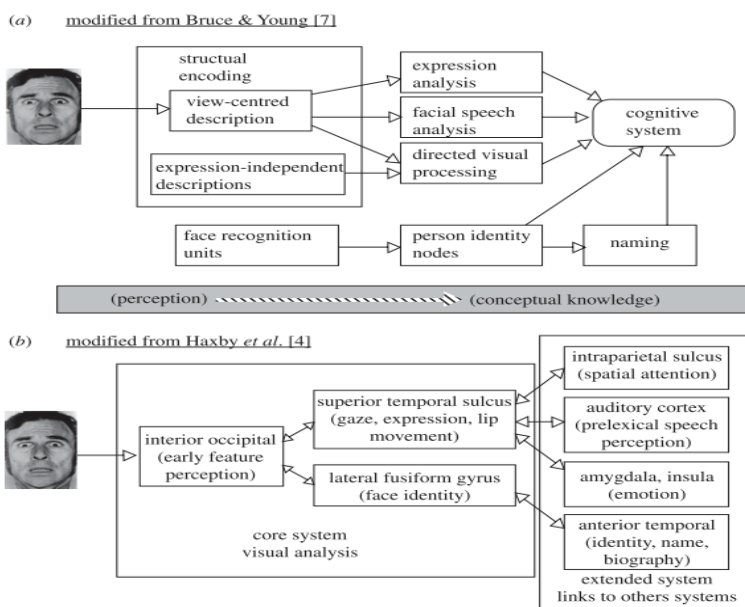 (a) modified from Bruce & Young [7]
structual
encoding
view-centred
description
expression-independent
descriptions
expression
analysis
facial speech
analysis
directed visual
processing
cognitive
system
face recognition
units
person identity
nodes
naming
(perception) (conceptual knowledge)
(b) modified from Haxby et al. [4]
interior occipital
(early feature
perception)
superior temporal sulcus
(gaze, expression, lip
movement)
lateral fusiform gyrus
(face identity)
core system
visual analysis
intraparietal sulcus
(spatial attention)
auditory cortex
(prelexical speech
perception)
amygdala, insula
(emotion)
anterior temporal
(identity, name,
biography)
extended system
links to others systems